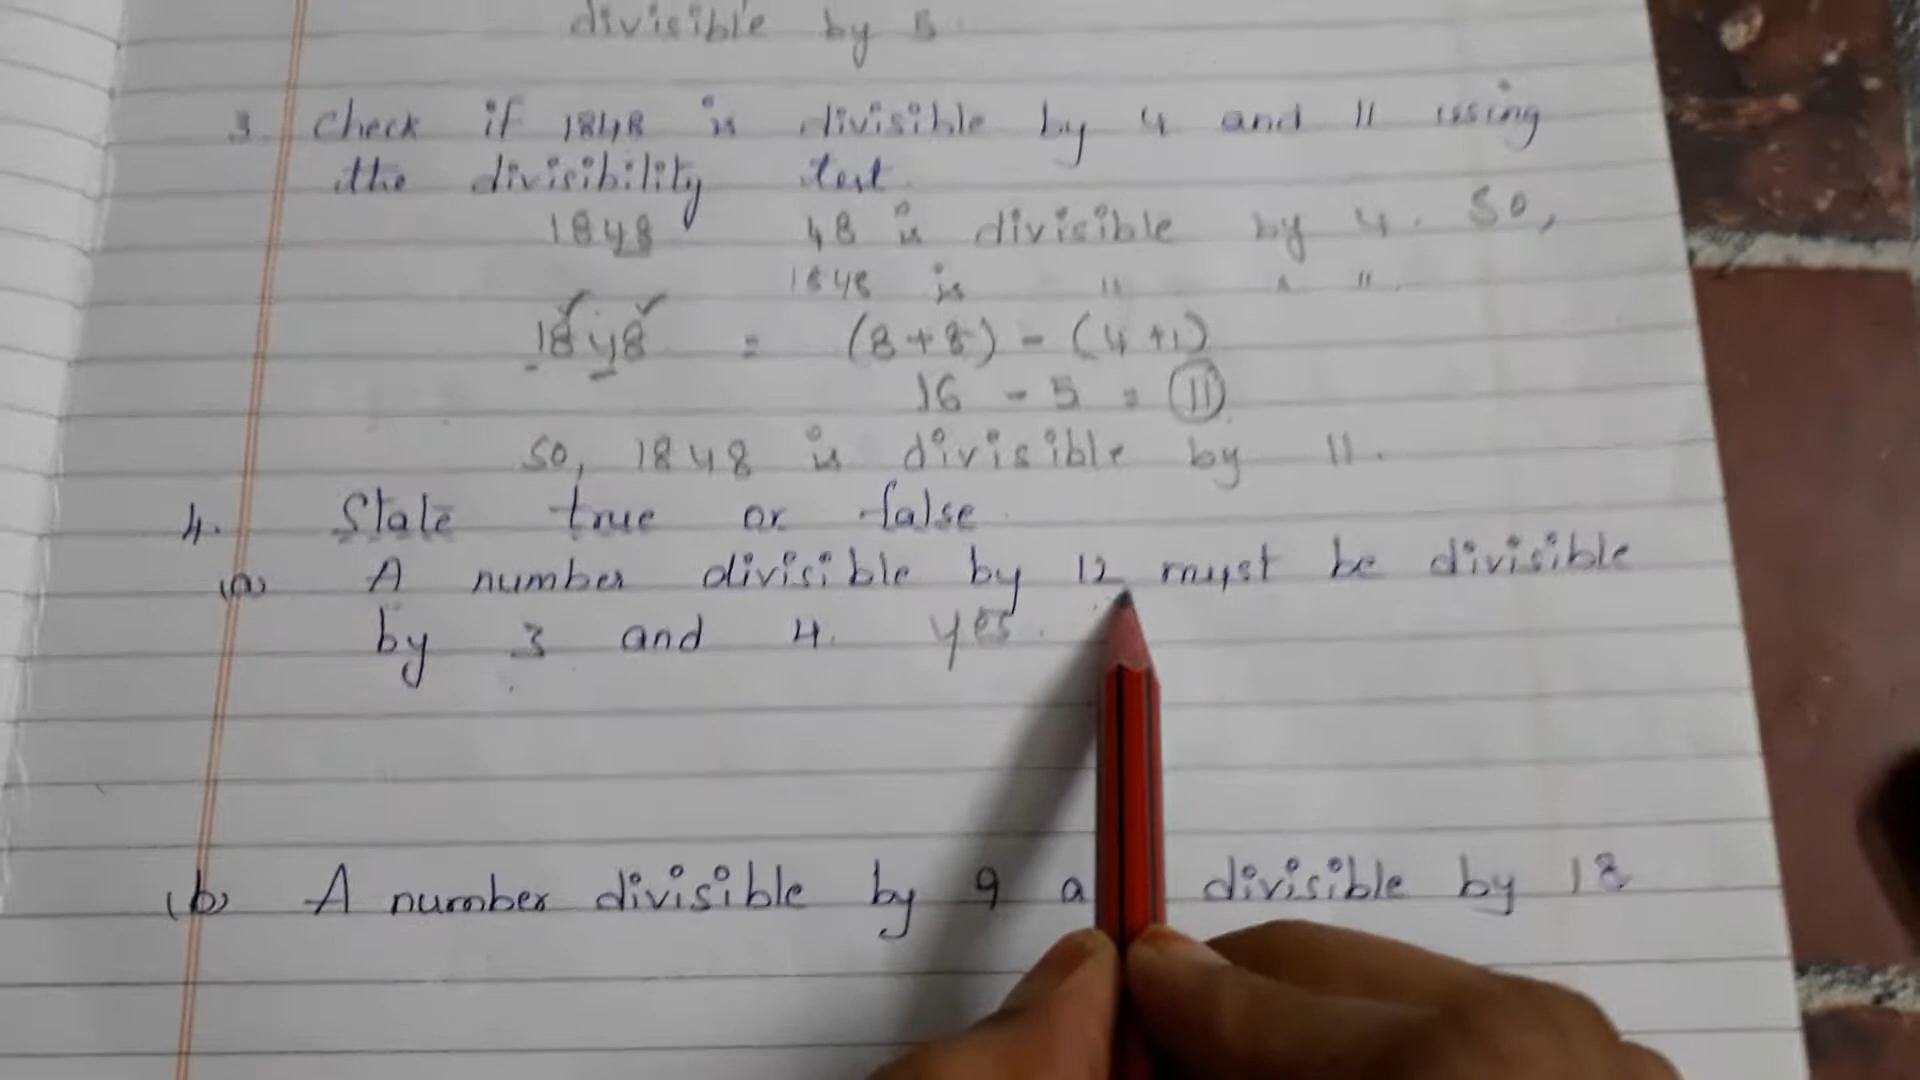 divisible by 5
3. Check if 1848 is divisible by 4 and 11 using
the divisibility test.
1848 48 is divisible by 4. So,
1848 is " " "
1848 = (8+8) - (4+1)
16 - 5 = 11
So, 1848 is divisible by 11.
4. State true or false.
(a) A number divisible by 12 must be divisible
by 3 and 4. yes.
(b) A number divisible by 9 divisible by 18